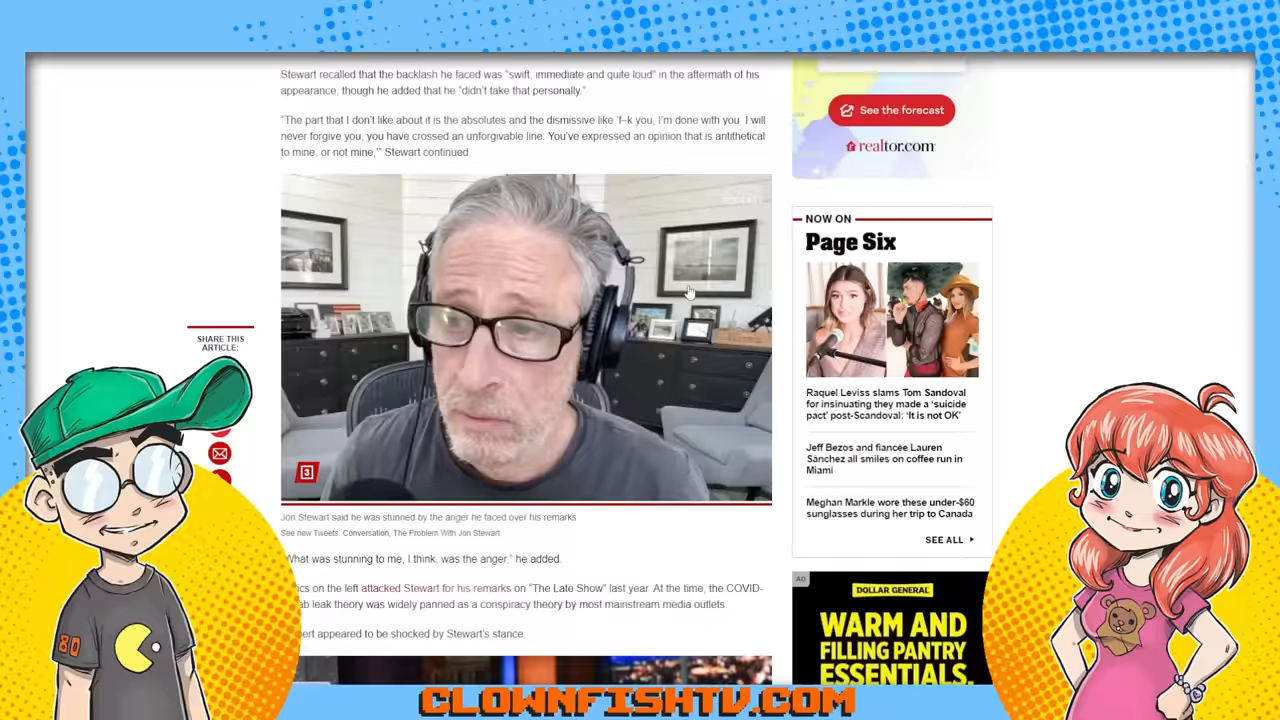 Stewart recalled that the backlash he faced was “swift, immediate and quite loud” in the aftermath of his
appearance, though he added that he “didn’t take that personally.”
“The part that I don’t like about it is the absolutes and the dismissive like ‘f–k you, I’m done with you. I will
never forgive you, you have crossed an unforgivable line. You’ve expressed an opinion that is antithetical
to mine, or not mine,’” Stewart continued.
SHARE THIS
ARTICLE:
3
Jon Stewart said he was stunned by the anger he faced over his remarks
See new Tweets. Conversation, The Problem With Jon Stewart
What was stunning to me, I think, was the anger,” he added.
attacked Stewart for his remarks on “The Late Show” last year. At the time, the COVID-
leak theory was widely panned as a conspiracy theory by most mainstream media outlets.
appeared to be shocked by Stewart’s stance.
See the forecast
realtor.com
NOW ON
Page Six
Raquel Leviss slams Tom Sandoval
for insinuating they made a ‘suicide
pact’ post-Scandoval: ‘It is not OK’
Jeff Bezos and fiancée Lauren
Sánchez all smiles on coffee run in
Miami
Meghan Markle wore these under-$60
sunglasses during her trip to Canada
SEE ALL
AD
DOLLAR GENERAL
WARM AND
FILLING PANTRY
ESSENTIALS.
80
CLOWNFISHTV.COM